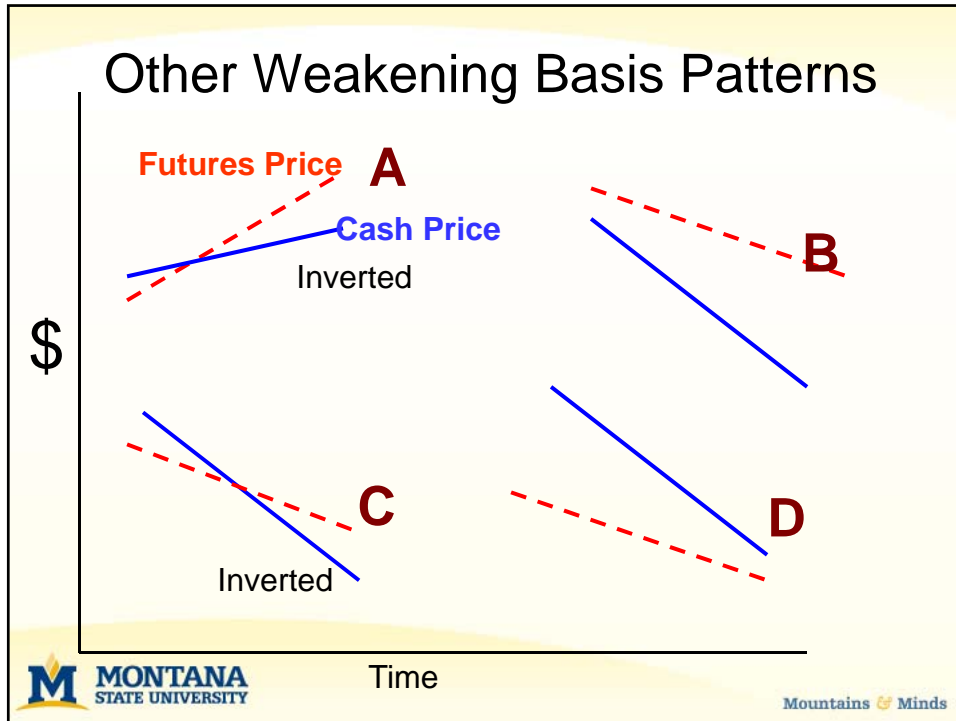 Other Weakening Basis Patterns
Futures Price
A
Cash Price
Inverted
B
$
C
Inverted
D
Time
M
MONTANA
STATE UNIVERSITY
Mountains & Minds